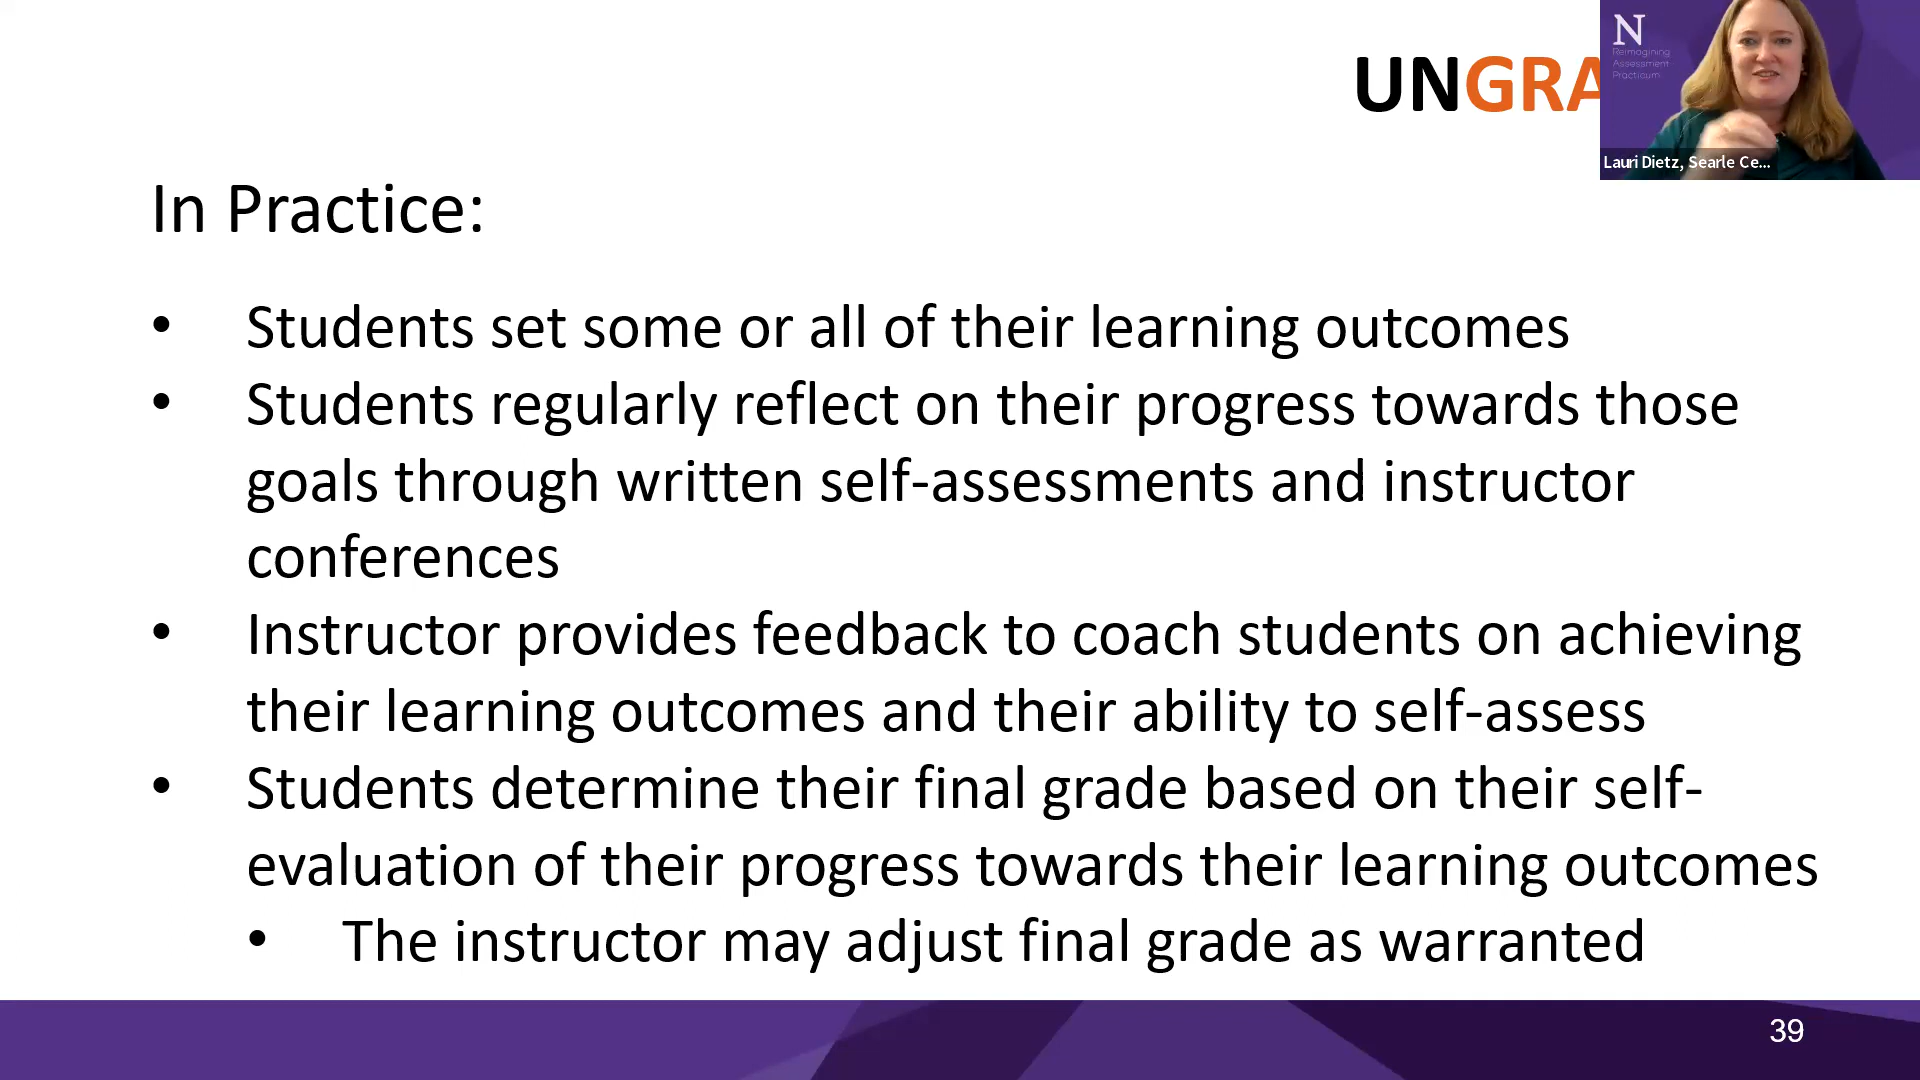 UNGRA
N
Reimagining
Assessment
Practicum
Lauri Dietz, Searle Ce...
In Practice:
• Students set some or all of their learning outcomes
• Students regularly reflect on their progress towards those
goals through written self-assessments and instructor
conferences
• Instructor provides feedback to coach students on achieving
their learning outcomes and their ability to self-assess
• Students determine their final grade based on their self-
evaluation of their progress towards their learning outcomes
• The instructor may adjust final grade as warranted
39